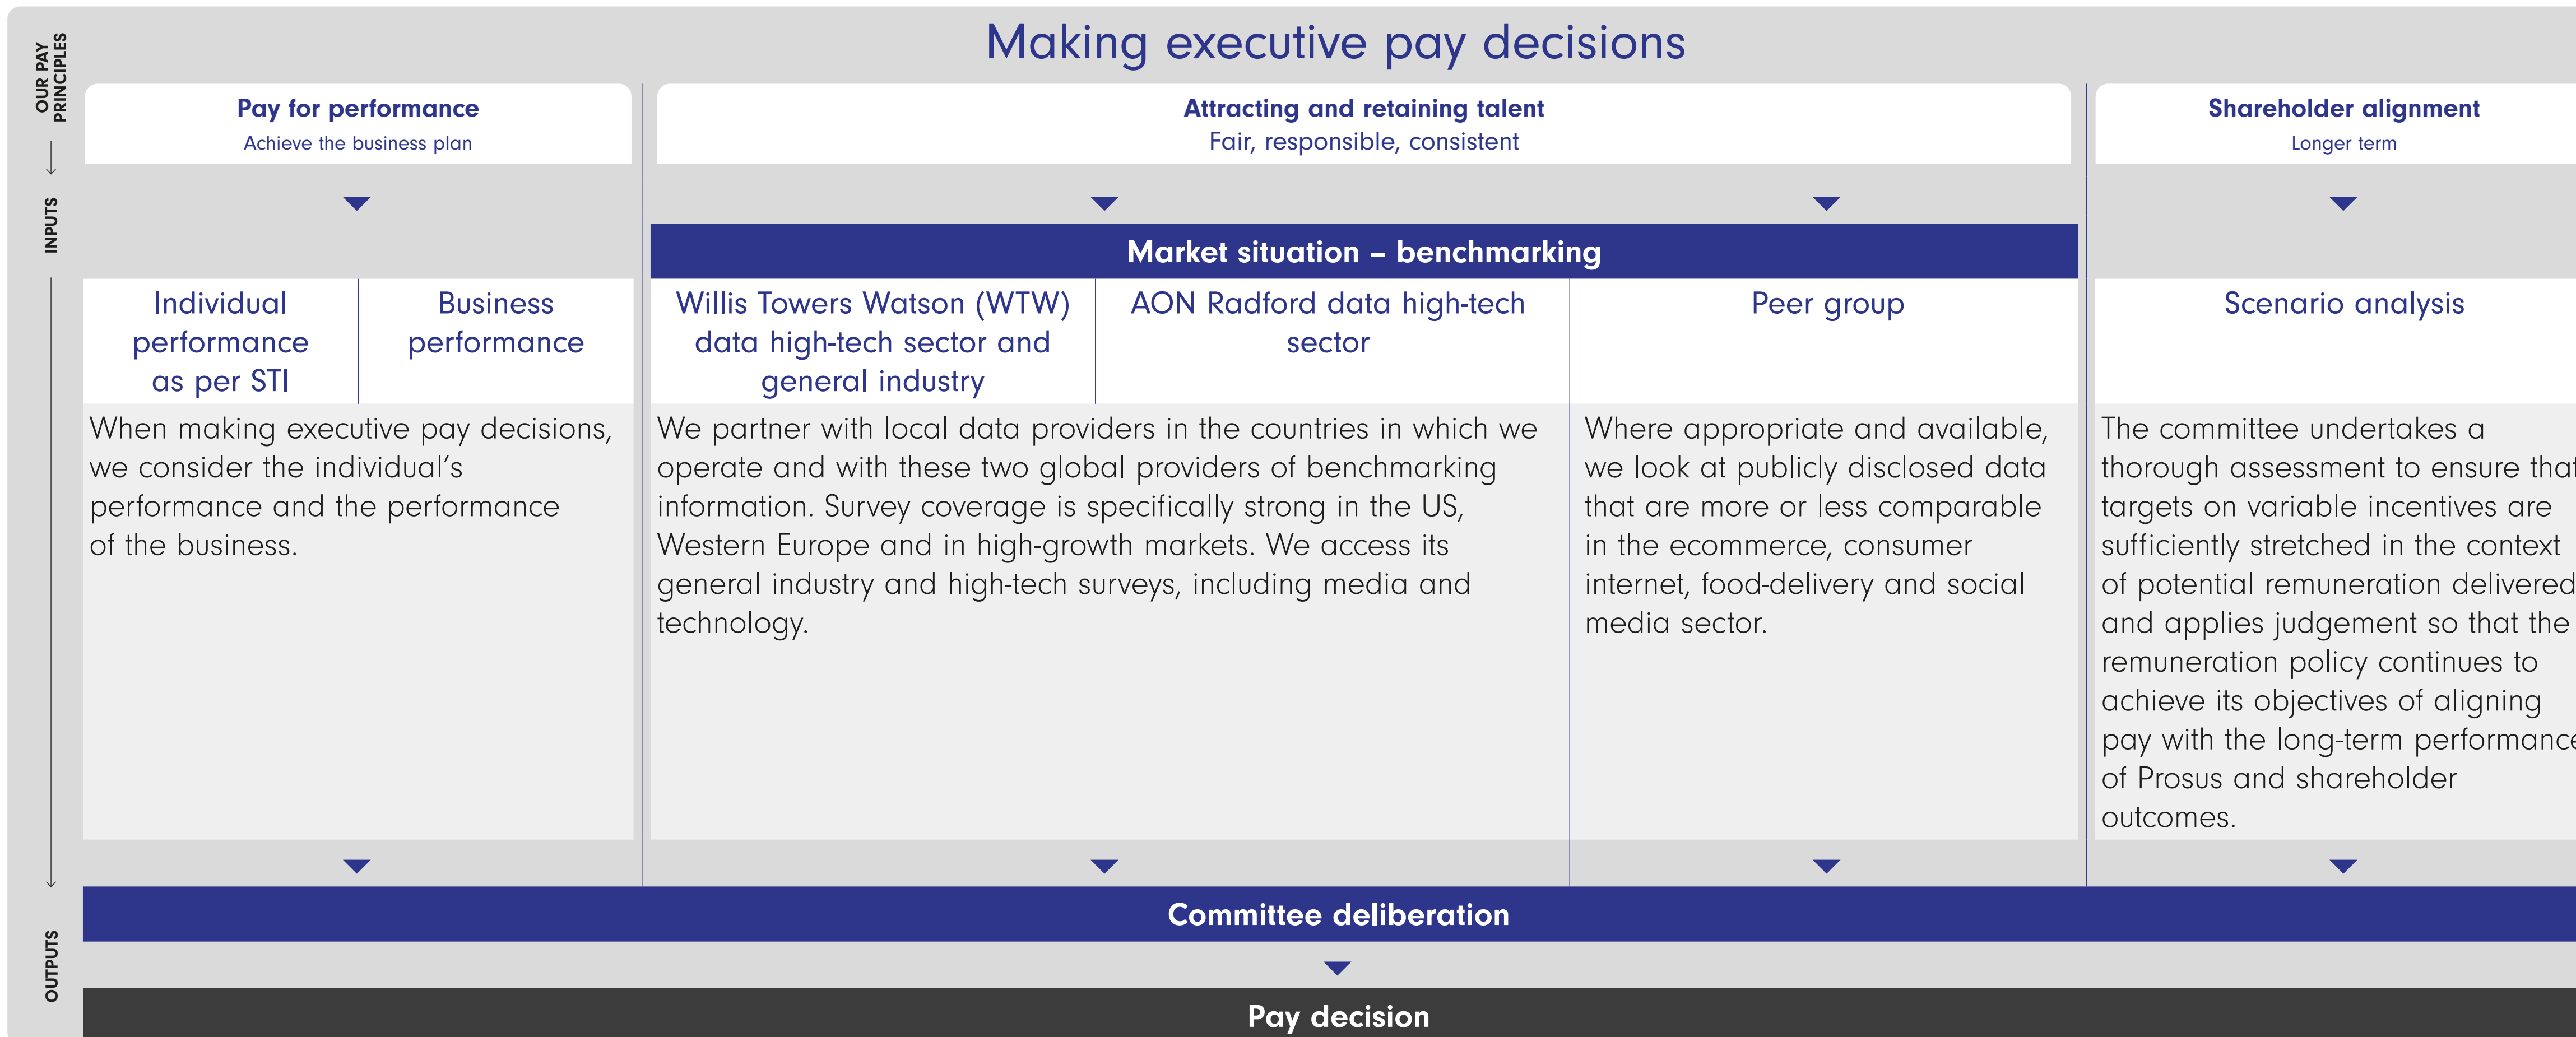 Making executive pay decisions
OUR PAY
PRINCIPLES
Pay for performance
Achieve the business plan
Attracting and retaining talent
Fair, responsible, consistent
Shareholder alignment
Longer term
INPUTS
Market situation – benchmarking
Individual
performance
as per STI
Business
performance
Willis Towers Watson (WTW)
data high-tech sector and
general industry
AON Radford data high-tech
sector
Peer group
Scenario analysis
When making executive pay decisions,
we consider the individual’s
performance and the performance
of the business.
We partner with local data providers in the countries in which we
operate and with these two global providers of benchmarking
information. Survey coverage is specifically strong in the US,
Western Europe and in high-growth markets. We access its
general industry and high-tech surveys, including media and
technology.
Where appropriate and available,
we look at publicly disclosed data
that are more or less comparable
in the ecommerce, consumer
internet, food-delivery and social
media sector.
The committee undertakes a
thorough assessment to ensure that
targets on variable incentives are
sufficiently stretched in the context
of potential remuneration delivered
and applies judgement so that the
remuneration policy continues to
achieve its objectives of aligning
pay with the long-term performance
of Prosus and shareholder
outcomes.
OUTPUTS
Committee deliberation
Pay decision